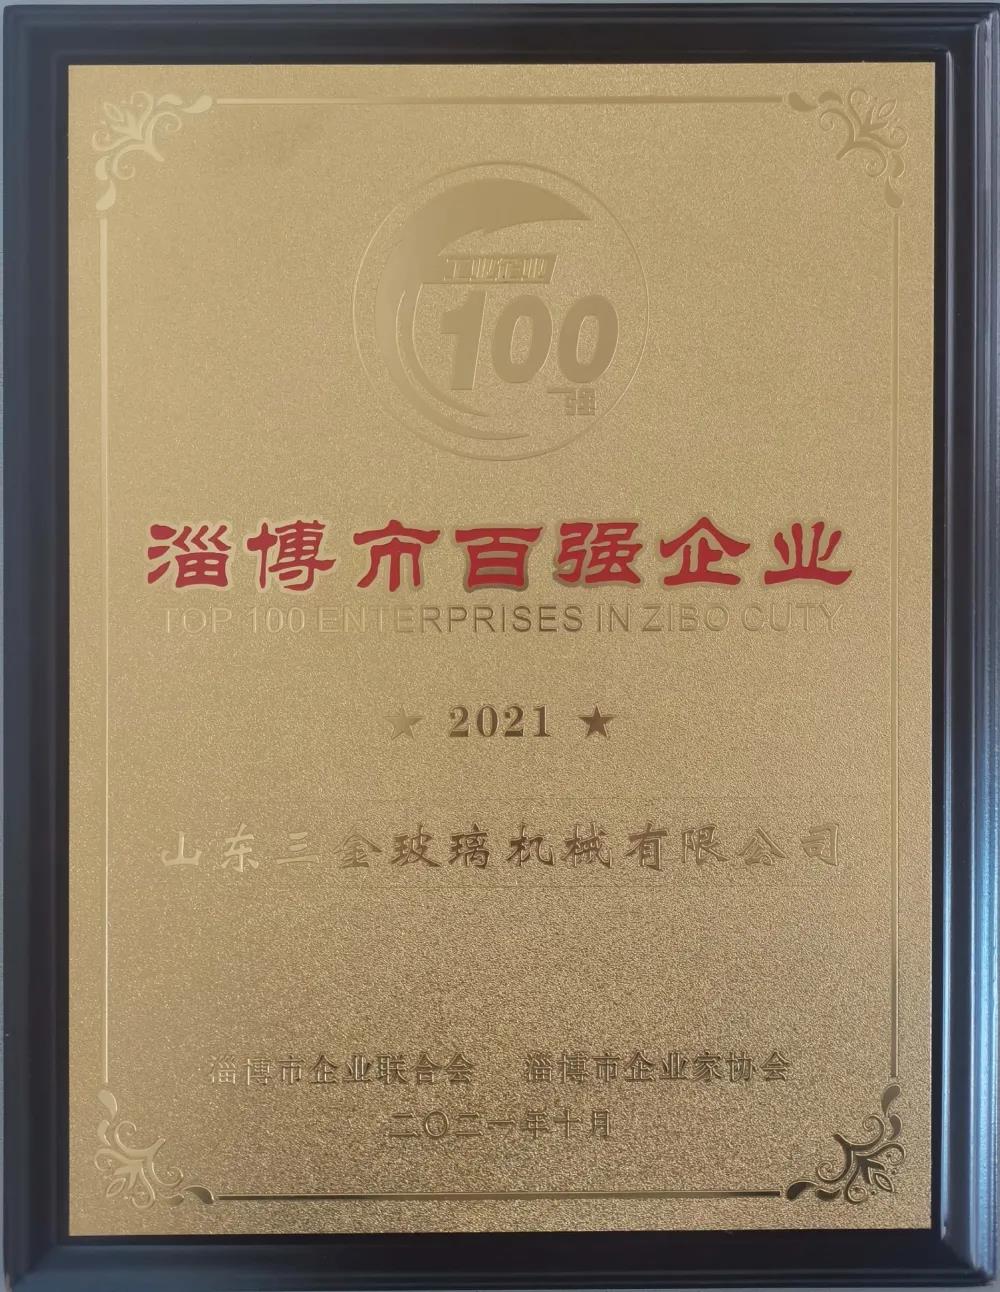 工业企业
100
强
淄博市百强企业
TOP 100 ENTERPRISES IN ZIBO CUTY
★ 2021 ★
山东三金玻璃机械有限公司
淄博市企业联合会 淄博市企业家协会
二〇二一年十月